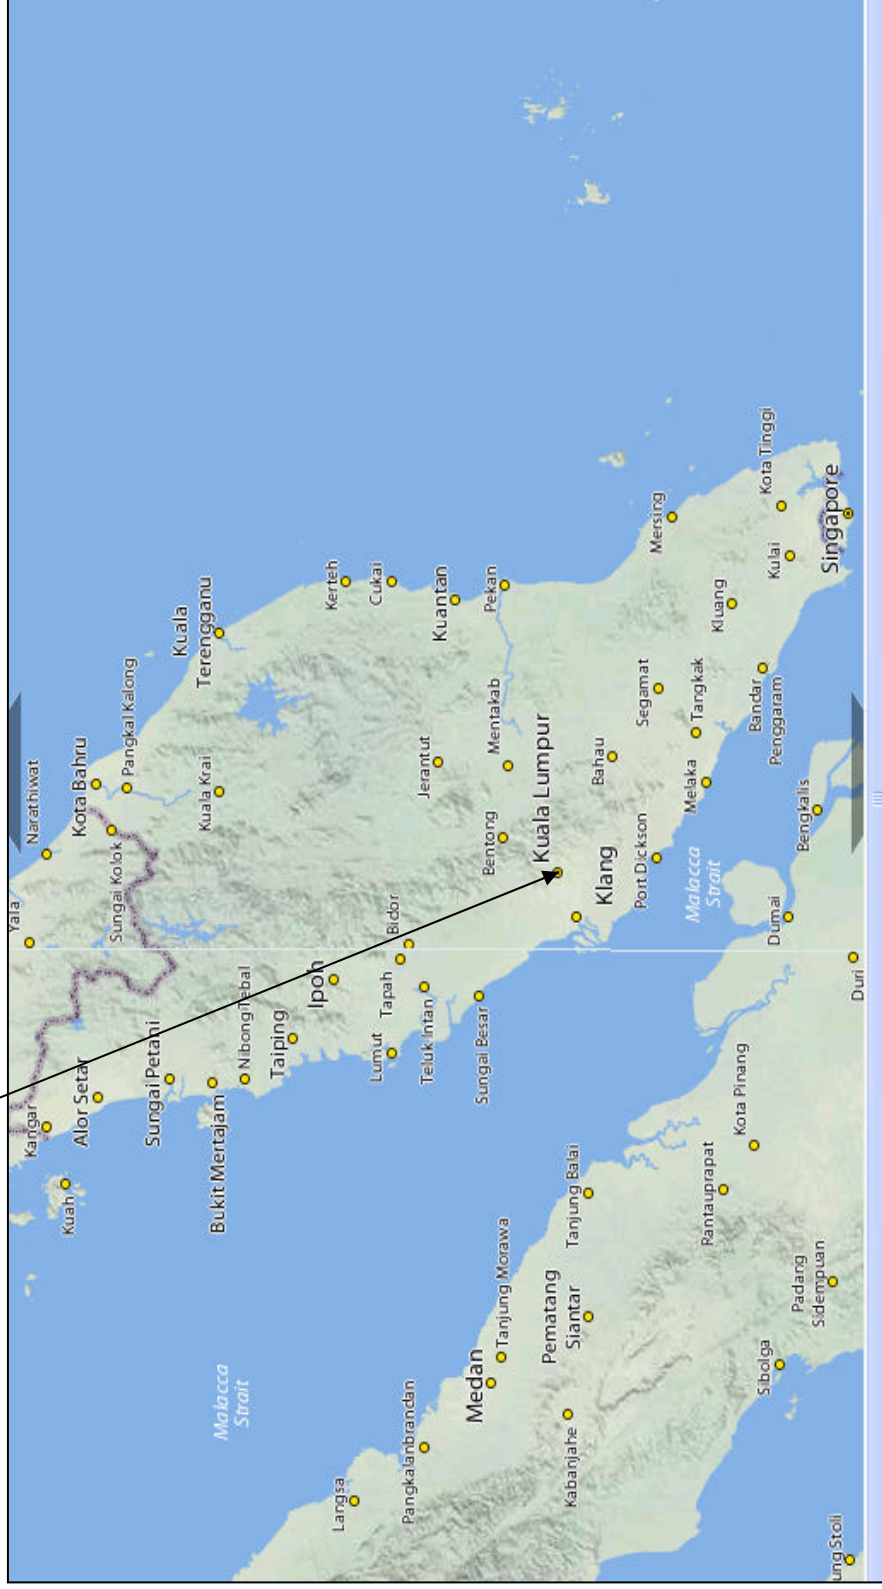 Yala
Narathiwat
Kangar
Kuah
Alor Setar
Sungai Kolok
Kota Bahru
Pangkal Kalong
Sungai Petani
Kuala Krai
Kuala
Terengganu
Bukit Mertajam
Nibong Tebal
Malacca
Strait
Taiping
Ipoh
Kerteh
Langsa
Lumut
Tapah
Bidor
Cukai
Pangkalanbrandan
Teluk Intan
Jerantut
Kuantan
Medan
Tanjung Morawa
Sungai Besar
Bentong
Mentakab
Pekan
Kuala Lumpur
Pematang
Siantar
Kabanjahe
Tanjung Balai
Klang
Bahau
Port Dickson
Segamat
Mersing
Malacca
Strait
Melaka
Tangkak
Rantauprapat
Kota Pinang
Kluang
Bandar
Penggaram
Kota Tinggi
Kulai
Sibolga
Dumai
Bengkalis
Padang
Sidempuan
Singapore
Duri
ung Stoli